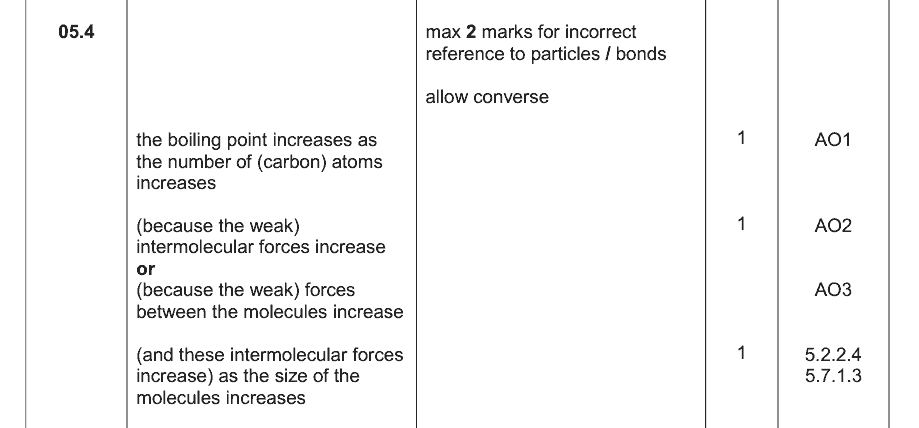 05.4
max 2 marks for incorrect
reference to particles / bonds
allow converse
the boiling point increases as
the number of (carbon) atoms
increases
1
AO1
(because the weak)
intermolecular forces increase
or
(because the weak) forces
between the molecules increase
1
AO2
AO3
(and these intermolecular forces
increase) as the size of the
molecules increases
1
5.2.2.4
5.7.1.3